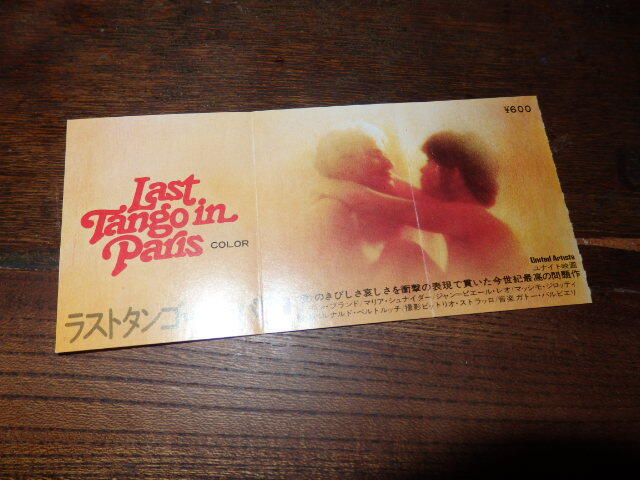 ¥600
Last
Tango in
Paris
COLOR
United Artists
ユナイト映画
ラストタンゴ
のきびしさ哀しさを衝撃の表現で貫いた今世紀最高の問題作
ブランド/マリア・シュナイダー/ジャン=ピエール・レオ/マッシモ・ジロッティ
ルナルド・ベルトルッチ/撮影ビットリオ・ストラーロ/音楽ガトー・バルビエリ